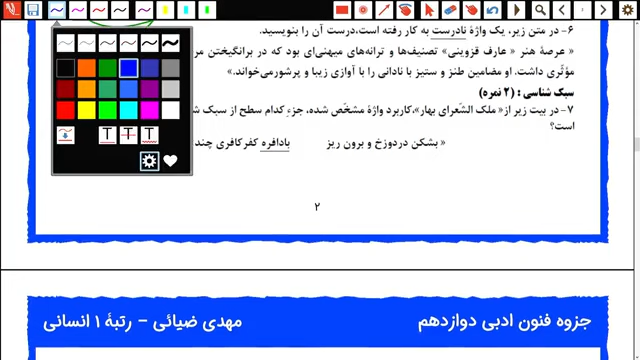 ۶- در متن زیر، یک واژهٔ نادرست به کار رفته است،درست آن را بنویسید.
« عرصهٔ هنر « عارف قزوینی» تصنیف‌ها و ترانه‌های میهنی‌ای بود که در برانگیختن مر
مؤثّری داشت. او مضامین طنز و ستیز با نادانی را با آوازی زیبا و پرشور می‌خواند.»
سبک شناسی : (۲ نمره)
۷- در بیت زیر از« ملک الشّعرای بهار»،کاربرد واژهٔ مشخّص شده، جزءِ کدام سطح از سبک ش
است؟
« بشکن دردوزخ و برون ریز بادافره کفرکافری چند
۲
جزوه فنون ادبی دوازدهم
مهدی ضیائی – رتبهٔ ۱ انسانی
T T T